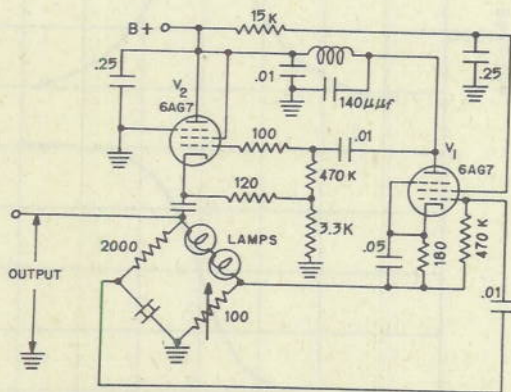 B+
15K
.25
.01
.25
V2
6AG7
140μμf
100
.01
V1
6AG7
470 K
120
3.3K
2000
LAMPS
.05
180
470 K
OUTPUT
100
.01